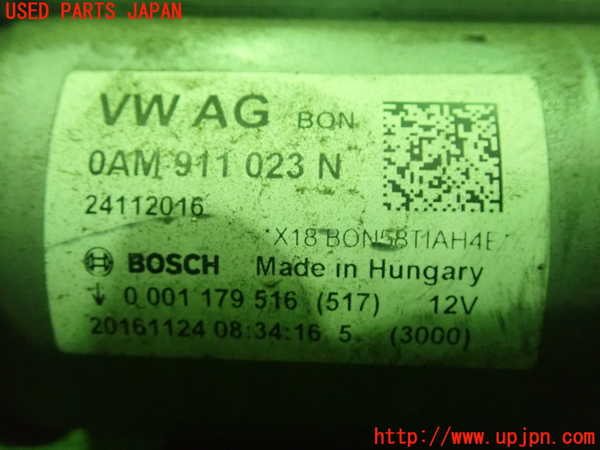 USED PARTS JAPAN
VW AG BON
0AM 911 023 N
24112016
*X18 BON58T1AH4E*
BOSCH Made in Hungary
0 001 179 516 (517) 12V
20161124 08:34:16 5 (3000)
http://www.upjpn.com